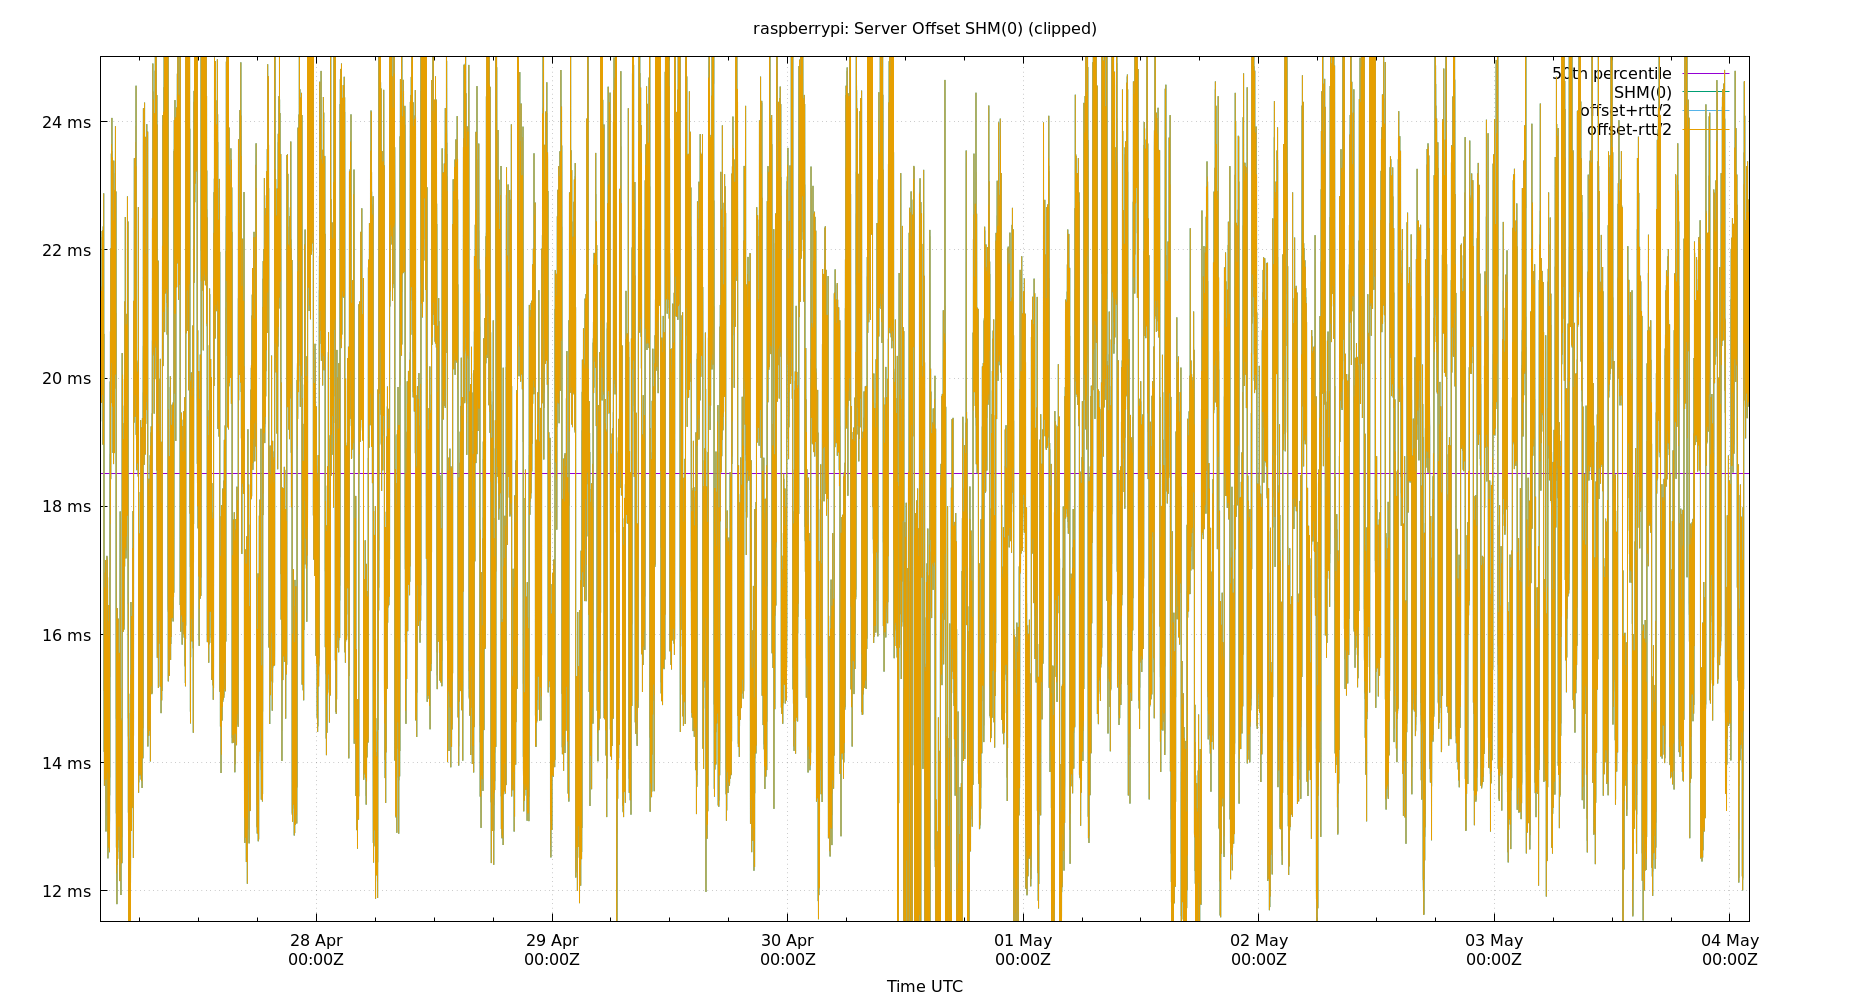 raspberrypi: Server Offset SHM(0) (clipped)
50th percentile
SHM(0)
offset+rtt/2
offset-rtt/2
24 ms
22 ms
20 ms
18 ms
16 ms
14 ms
12 ms
28 Apr 29 Apr 30 Apr 01 May 02 May 03 May 04 May
00:00Z 00:00Z 00:00Z 00:00Z 00:00Z 00:00Z 00:00Z
Time UTC